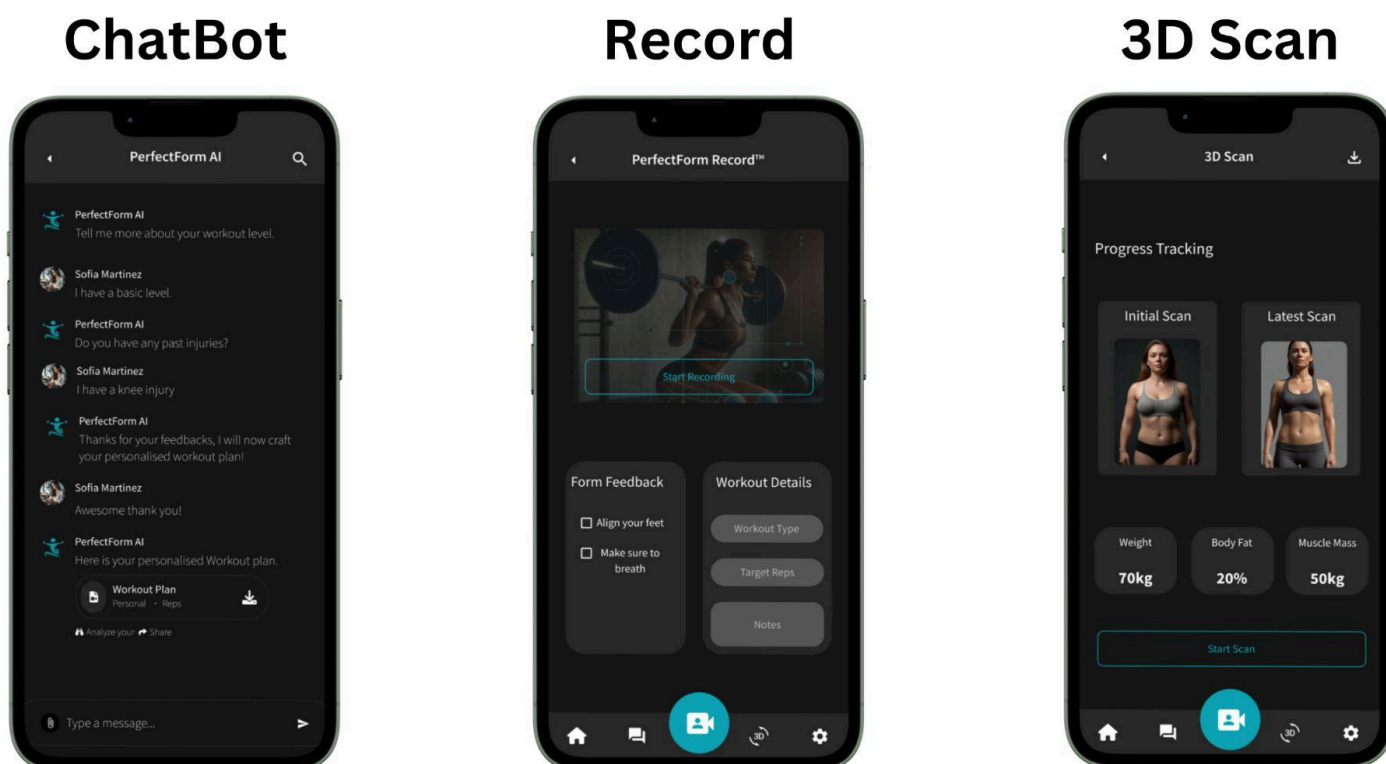 ChatBot
PerfectForm AI
PerfectForm AI
Tell me more about your workout level.
Sofia Martinez
I have a basic level.
PerfectForm AI
Do you have any past injuries?
Sofia Martinez
I have a knee injury
PerfectForm AI
Thanks for your feedbacks, I will now craft
your personalised workout plan!
Sofia Martinez
Awesome thank you!
PerfectForm AI
Here is your personalised Workout plan.
Workout Plan
Personal • Reps
Analyze your Share
Type a message...
Record
PerfectForm Record™
Start Recording
Form Feedback
Align your feet
Make sure to
breath
Workout Details
Workout Type
Target Reps
Notes
3D
3D Scan
3D Scan
Progress Tracking
Initial Scan
Latest Scan
Weight
70kg
Body Fat
20%
Muscle Mass
50kg
Start Scan
3D